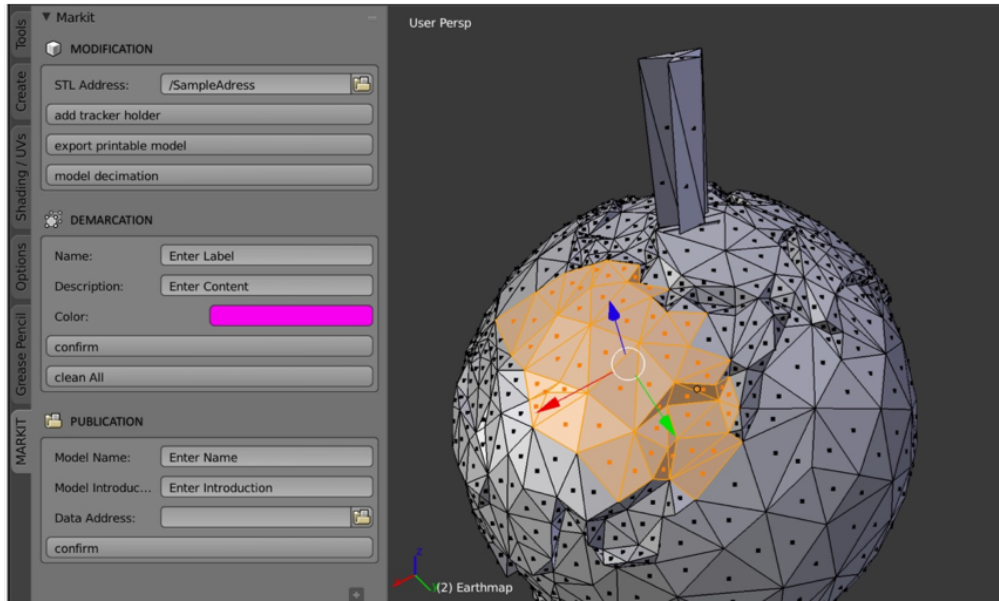 Tools
Create
Shading / UVs
Options
Grease Pencil
MARKIT
Markit
MODIFICATION
STL Address: /SampleAdress
add tracker holder
export printable model
model decimation
DEMARCATION
Name: Enter Label
Description: Enter Content
Color:
confirm
clean All
PUBLICATION
Model Name: Enter Name
Model Introduc... Enter Introduction
Data Address:
confirm
User Persp
z
(2) Earthmap